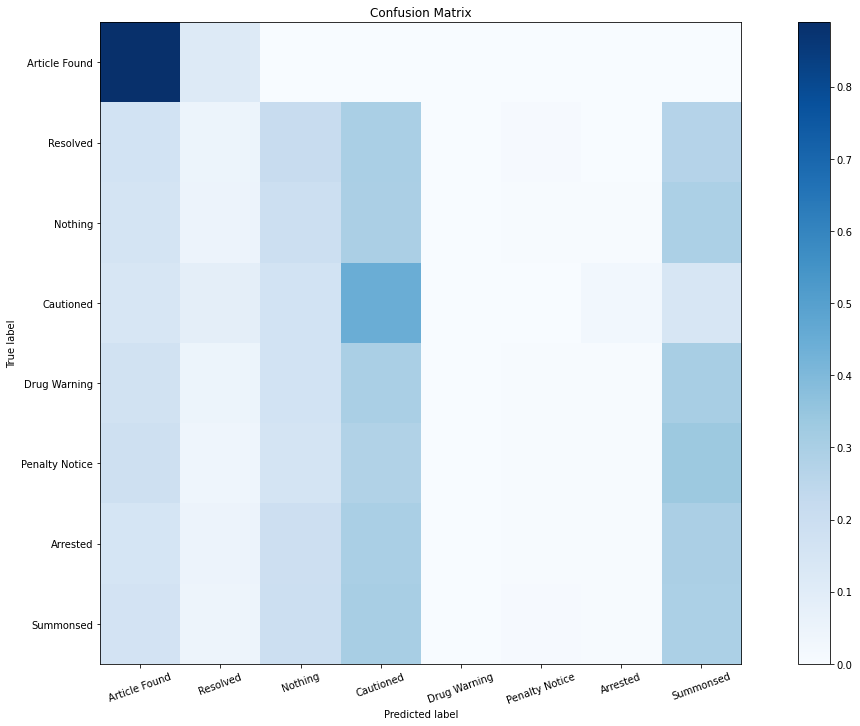 Confusion Matrix
True label
Article Found
Resolved
Nothing
Cautioned
Drug Warning
Penalty Notice
Arrested
Summonsed
Article Found
Resolved
Nothing
Cautioned
Drug Warning
Penalty Notice
Arrested
Summonsed
Predicted label
0.8
0.7
0.6
0.5
0.4
0.3
0.2
0.1
0.0